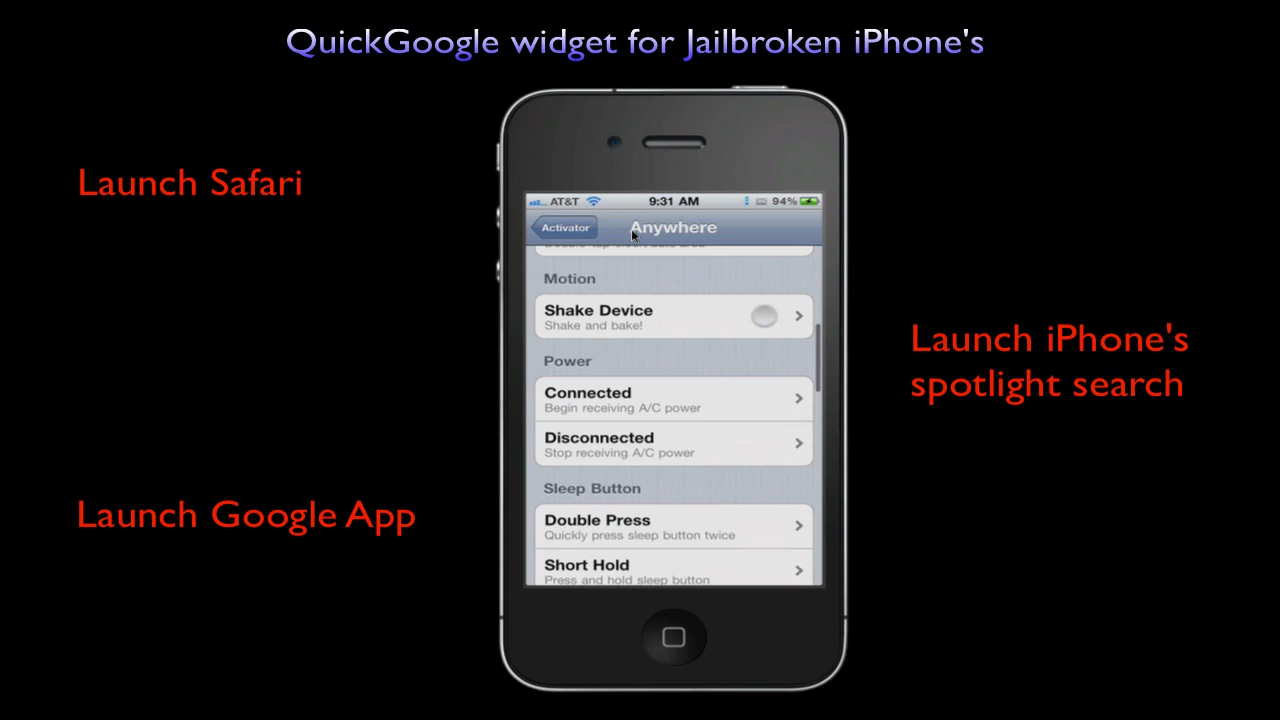 QuickGoogle widget for Jailbroken iPhone's
Launch Safari
Launch Google App
AT&T 9:31 AM 94%
Activator Anywhere
Motion
Shake Device
Shake and bake!
Power
Connected
Begin receiving A/C power
Disconnected
Stop receiving A/C power
Sleep Button
Double Press
Quickly press sleep button twice
Short Hold
Press and hold sleep button
Launch iPhone's
spotlight search